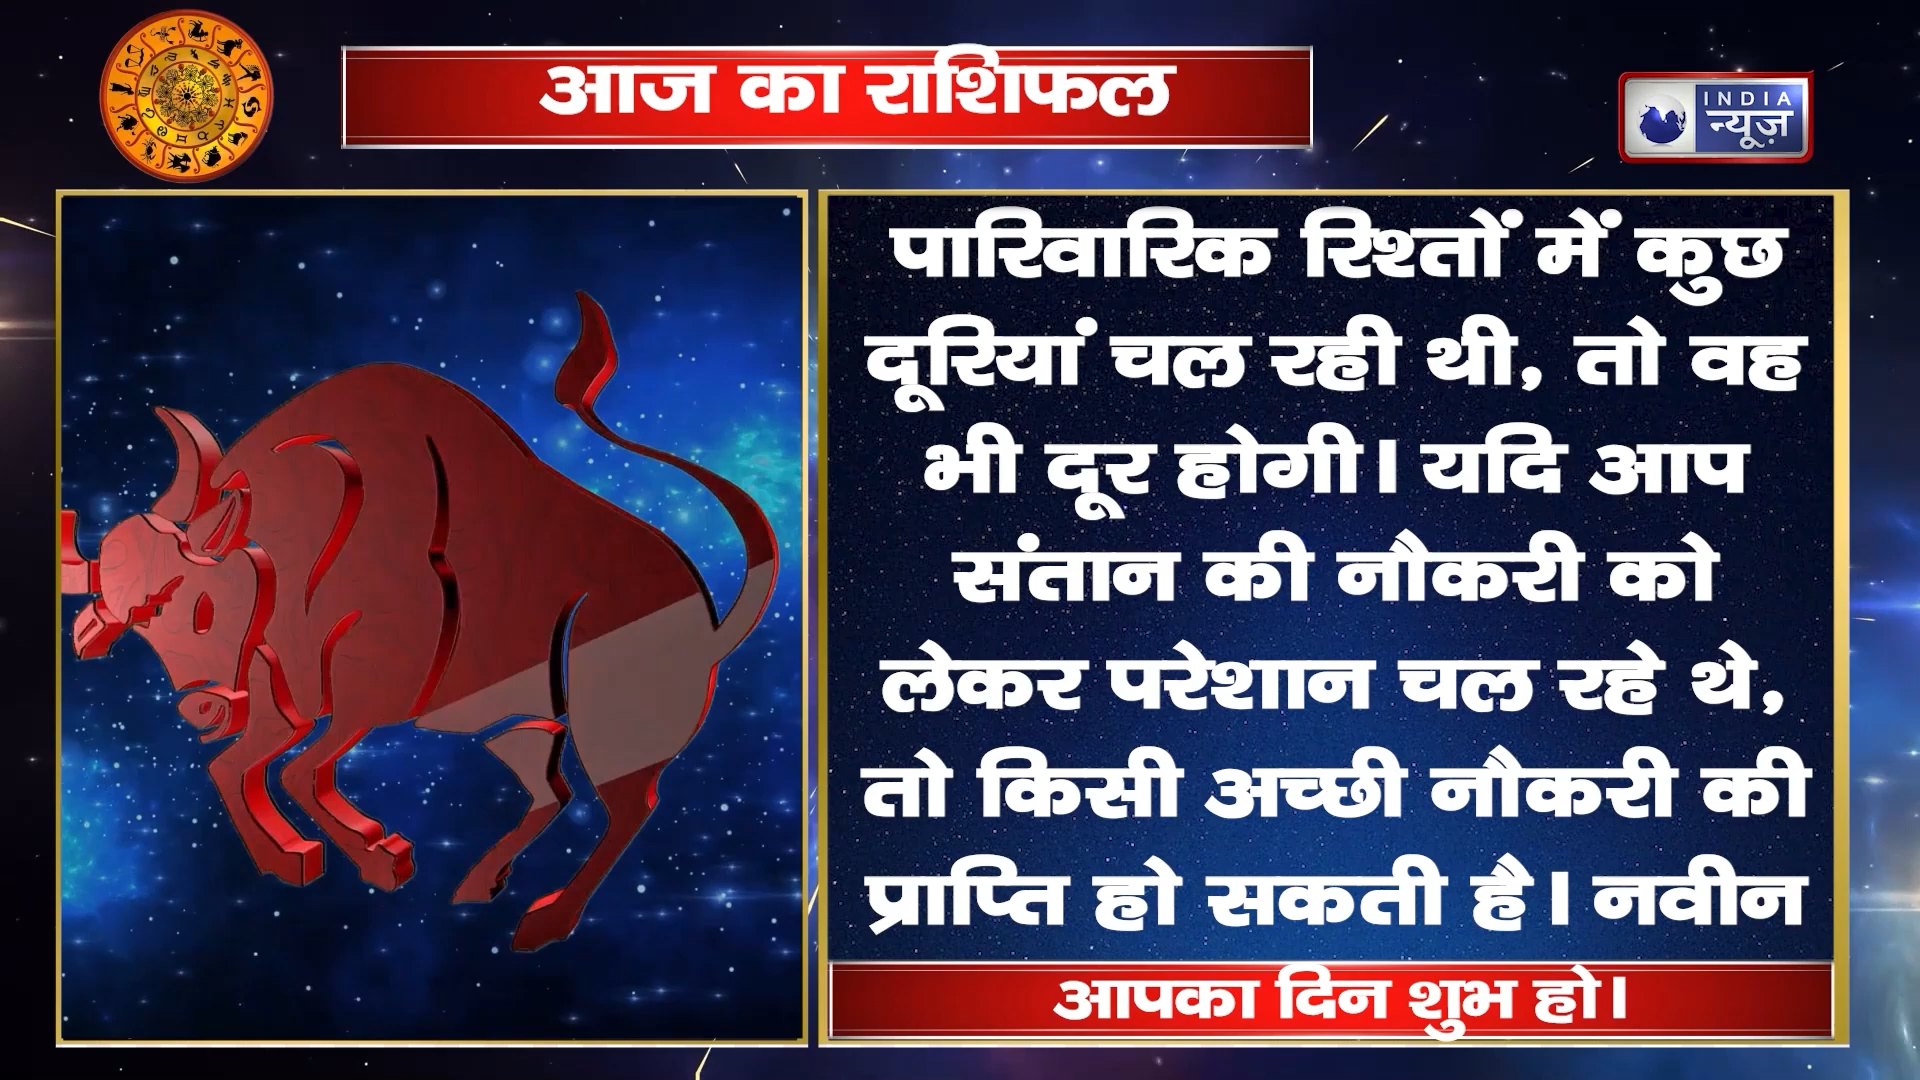 आज का राशिफल
INDIA
न्यूज़
पारिवारिक रिश्तों में कुछ
दूरियां चल रही थी, तो वह
भी दूर होगी। यदि आप
संतान की नौकरी को
लेकर परेशान चल रहे थे,
तो किसी अच्छी नौकरी की
प्राप्ति हो सकती है। नवीन
आपका दिन शुभ हो।